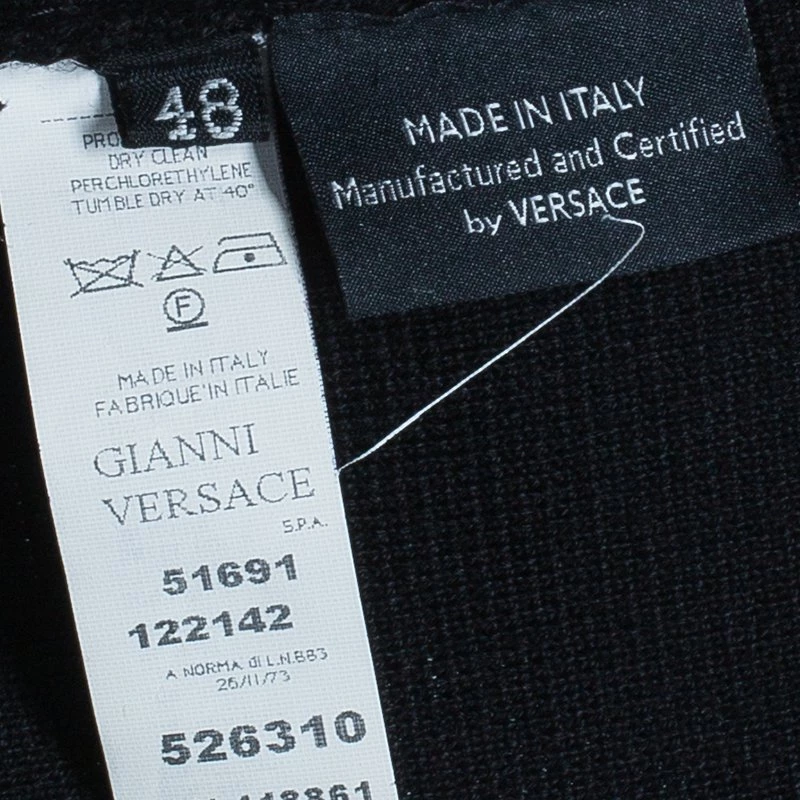 48
MADE IN ITALY
Manufactured and Certified
by VERSACE
DRY CLEAN
PERCHLORETHYLENE
TUMBLE DRY AT 40°
F
MADE IN ITALY
FABRIQUE'IN ITALIE
GIANNI
VERSACE
S.P.A.
51691
122142
A NORMA di L.N.883
26/11/73
526310
118861